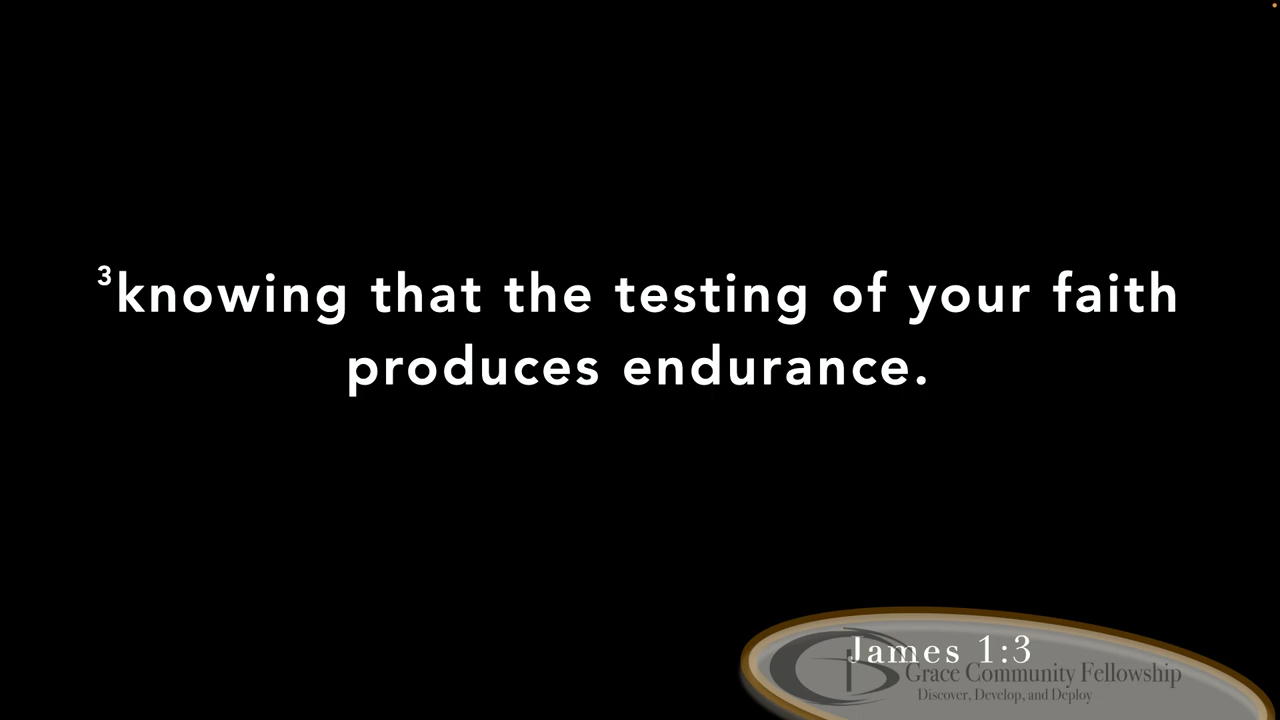 ³knowing that the testing of your faith
produces endurance.
James 1:3
Grace Community Fellowship
Discover, Develop, and Deploy